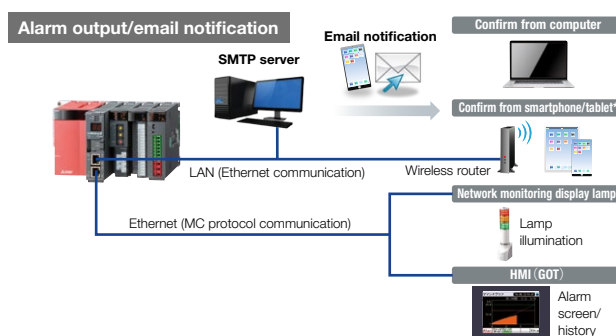 Alarm output/email notification
Confirm from computer
Email notification
SMTP server
Confirm from smartphone/tablet*
LAN (Ethernet communication)
Wireless router
Network monitoring display lamp
Ethernet (MC protocol communication)
Lamp
illumination
HMI (GOT)
Alarm
screen/
history